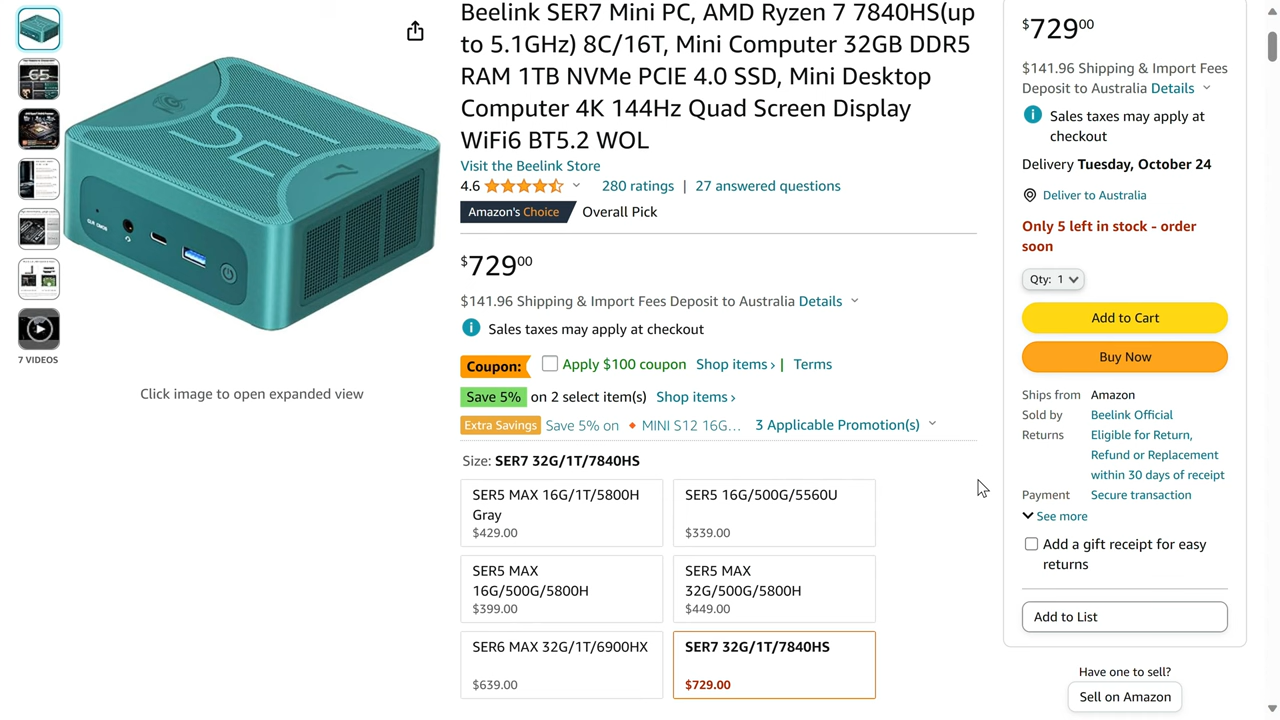 Beelink SER7 Mini PC, AMD Ryzen 7 7840HS(up
to 5.1GHz) 8C/16T, Mini Computer 32GB DDR5
RAM 1TB NVMe PCIE 4.0 SSD, Mini Desktop
Computer 4K 144Hz Quad Screen Display
WiFi6 BT5.2 WOL
Visit the Beelink Store
4.6
280 ratings | 27 answered questions
Amazon's Choice Overall Pick
$729⁰⁰
$141.96 Shipping & Import Fees Deposit to Australia Details
Sales taxes may apply at checkout
Coupon: Apply $100 coupon Shop items › | Terms
Save 5% on 2 select item(s) Shop items ›
Extra Savings Save 5% on MINI S12 16G... 3 Applicable Promotion(s)
Size: SER7 32G/1T/7840HS
SER5 MAX 16G/1T/5800H
Gray
$429.00
SER5 16G/500G/5560U
$339.00
SER5 MAX
16G/500G/5800H
$399.00
SER5 MAX
32G/500G/5800H
$449.00
SER6 MAX 32G/1T/6900HX
$639.00
SER7 32G/1T/7840HS
$729.00
65
CLR CMOS
7 VIDEOS
Click image to open expanded view
$729⁰⁰
$141.96 Shipping & Import Fees
Deposit to Australia Details
Sales taxes may apply at
checkout
Delivery Tuesday, October 24
Deliver to Australia
Only 5 left in stock - order
soon
Qty: 1
Add to Cart
Buy Now
Ships from Amazon
Sold by Beelink Official
Returns Eligible for Return,
Refund or Replacement
within 30 days of receipt
Payment Secure transaction
See more
Add a gift receipt for easy
returns
Add to List
Have one to sell?
Sell on Amazon